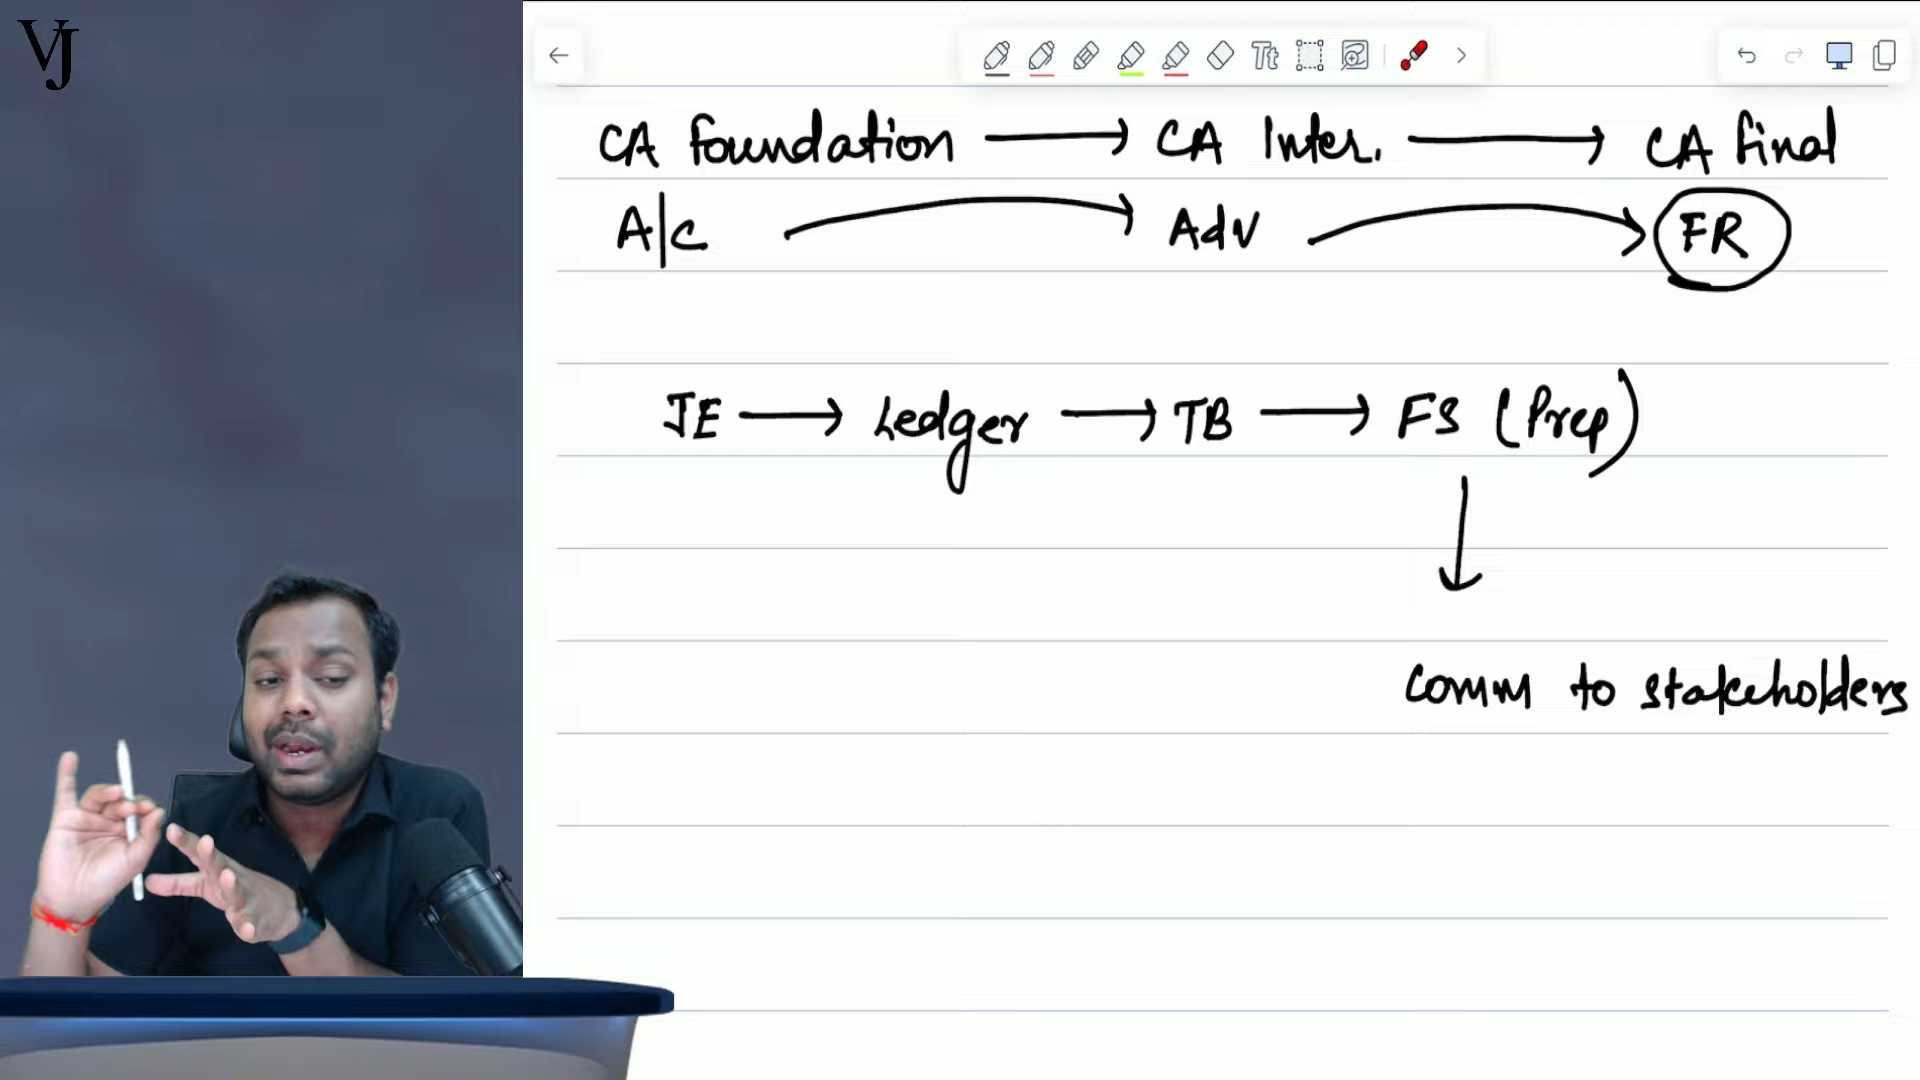 VJ
CA Foundation → CA Inter. → CA Final
A/C → Adv → FR
JE → Ledger → TB → FS (Prep)
↓
Comm to stakeholders